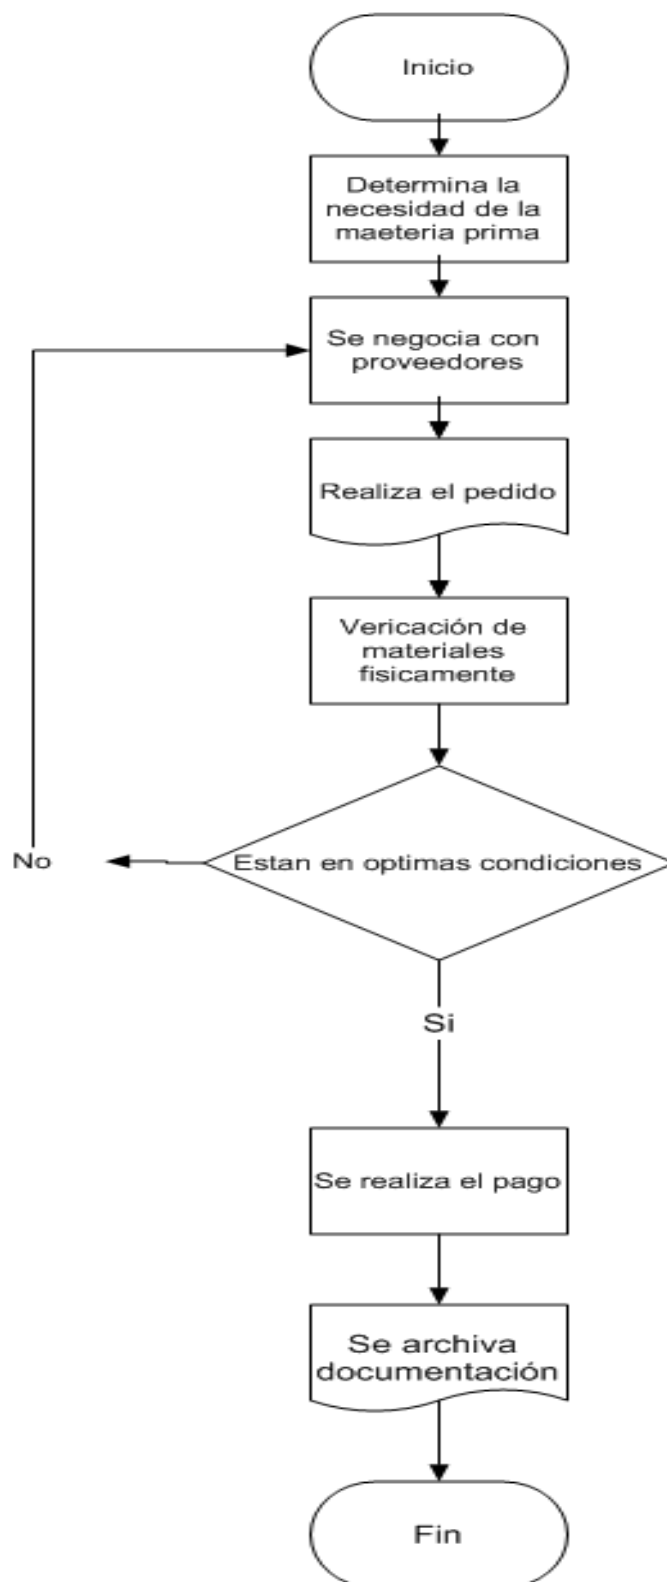 Inicio
Determina la
necesidad de la
maeteria prima
Se negocia con
proveedores
Realiza el pedido
Vericación de
materiales
fisicamente
Estan en optimas condiciones
No
Si
Se realiza el pago
Se archiva
documentación
Fin